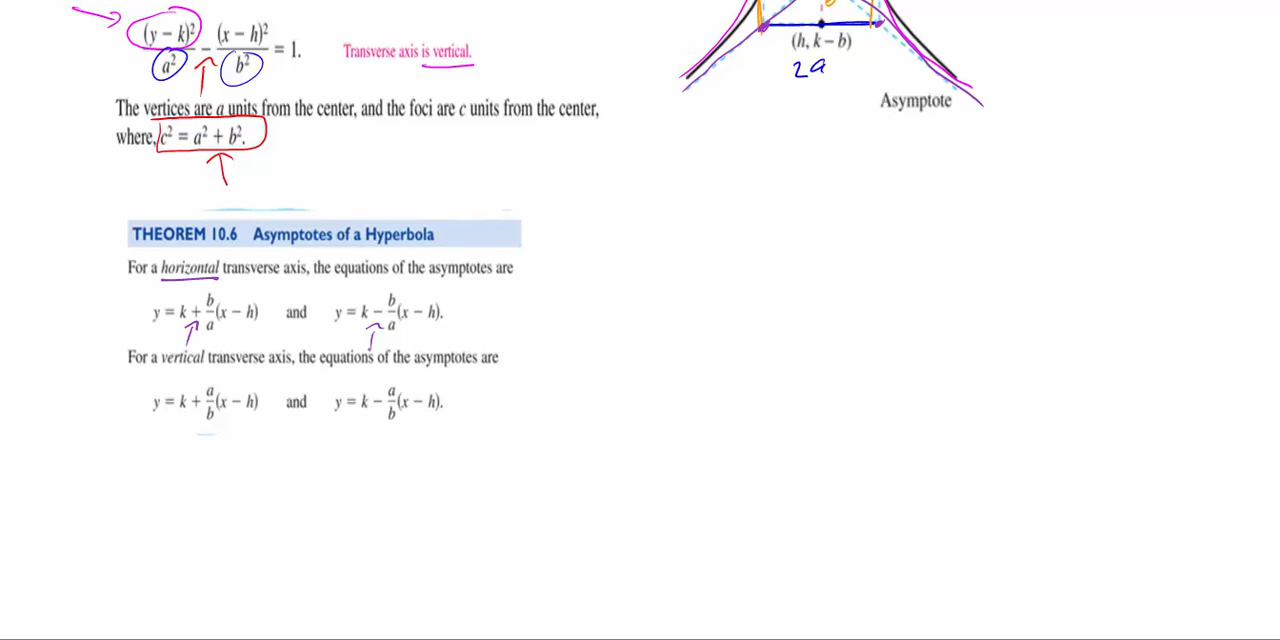 (y − k)²/a² − (x − h)²/b² = 1. Transverse axis is vertical.
The vertices are a units from the center, and the foci are c units from the center,
where, c² = a² + b².
(h, k − b)
2a
Asymptote
THEOREM 10.6 Asymptotes of a Hyperbola
For a horizontal transverse axis, the equations of the asymptotes are
y = k + b/a(x − h) and y = k − b/a(x − h).
For a vertical transverse axis, the equations of the asymptotes are
y = k + a/b(x − h) and y = k − a/b(x − h).